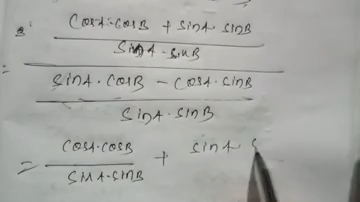 CosA·CosB + SinA·SinB
SinA·SinB
=
SinA·CosB − CosA·SinB
SinA·SinB
= CosA·CosB + SinA S
SinA·SinB